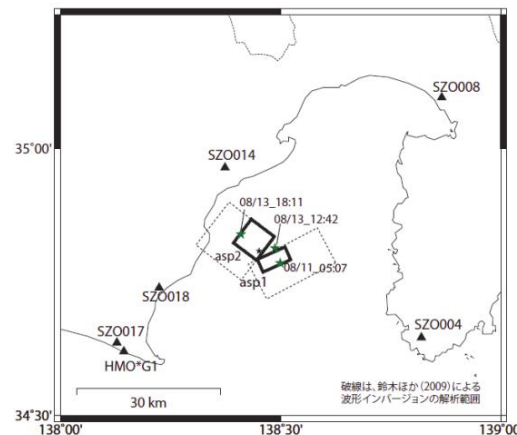 SZO008
35°00'
SZO014
08/13_18:11
08/13_12:42
asp2
asp1
08/11_05:07
SZO018
SZO017
SZO004
HMO*G1
破線は、鈴木ほか(2009)による
波形インバージョンの解析範囲
30 km
34°30'
138°00'
138°30'
139°00'